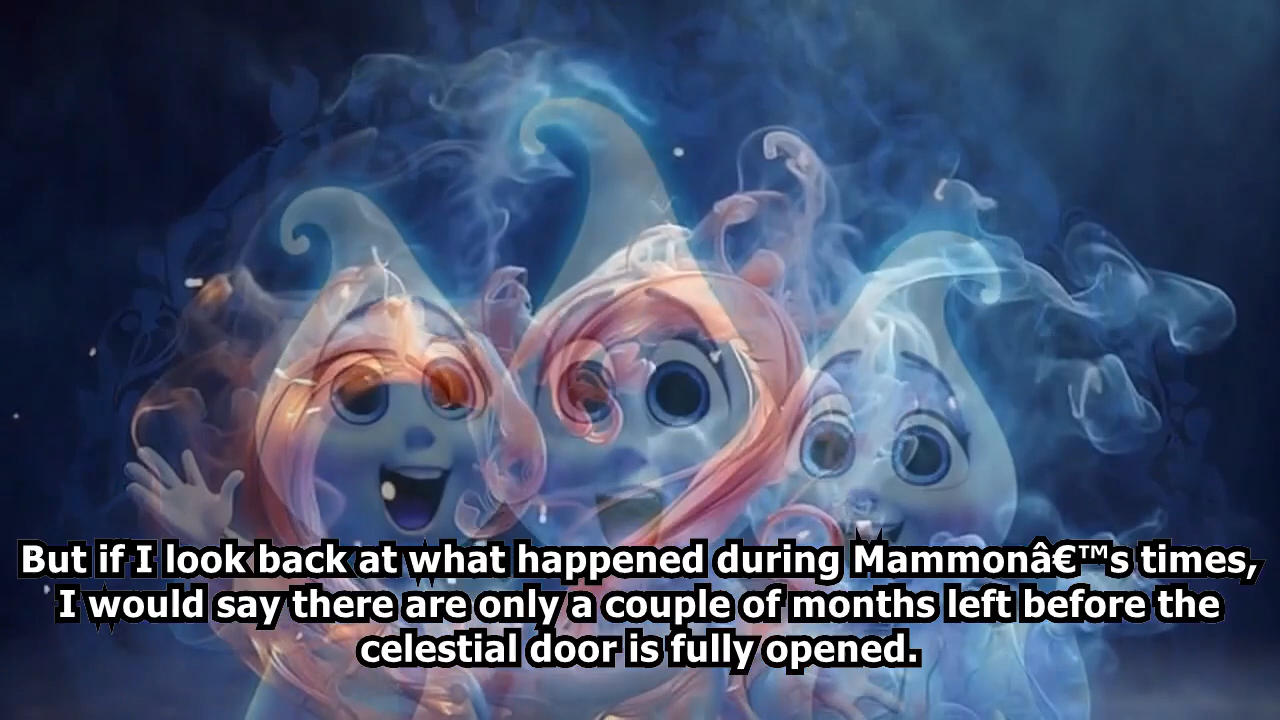 But if I look back at what happened during Mammonâ€™s times,
I would say there are only a couple of months left before the
celestial door is fully opened.